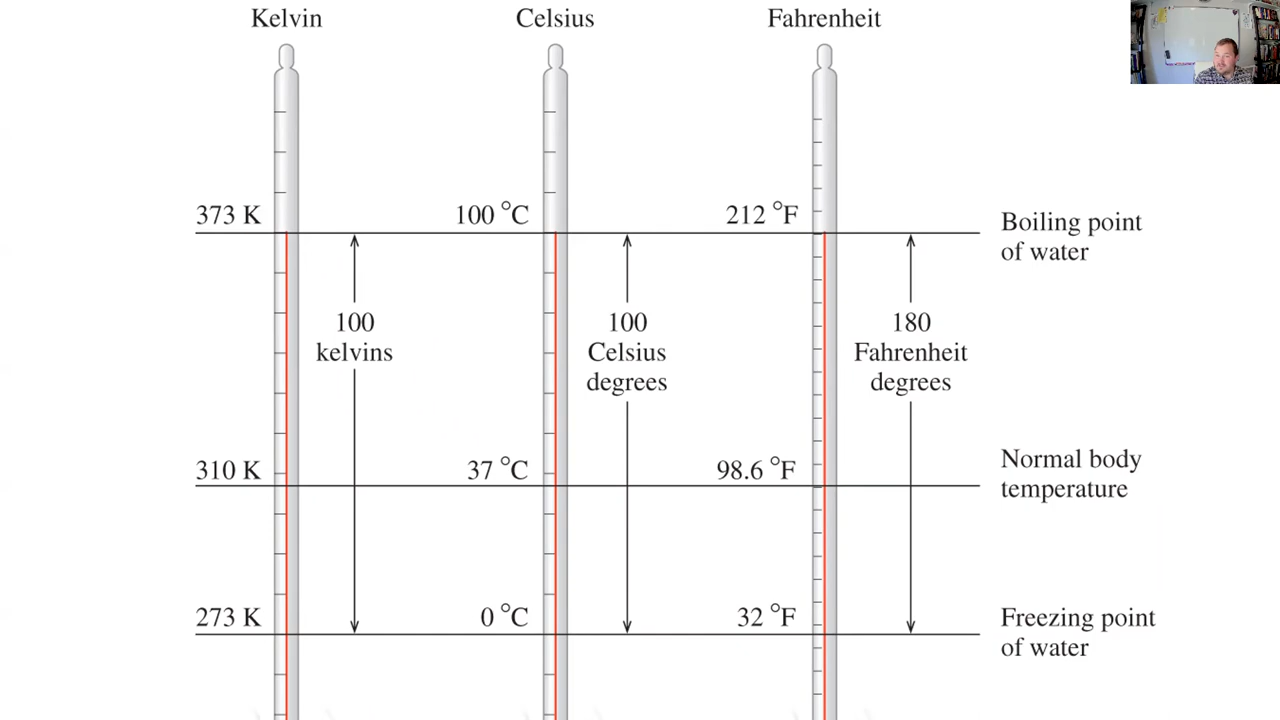 Kelvin Celsius Fahrenheit
373 K 100 °C 212 °F
Boiling point
of water
100
kelvins
100
Celsius
degrees
180
Fahrenheit
degrees
310 K 37 °C 98.6 °F
Normal body
temperature
273 K 0 °C 32 °F
Freezing point
of water